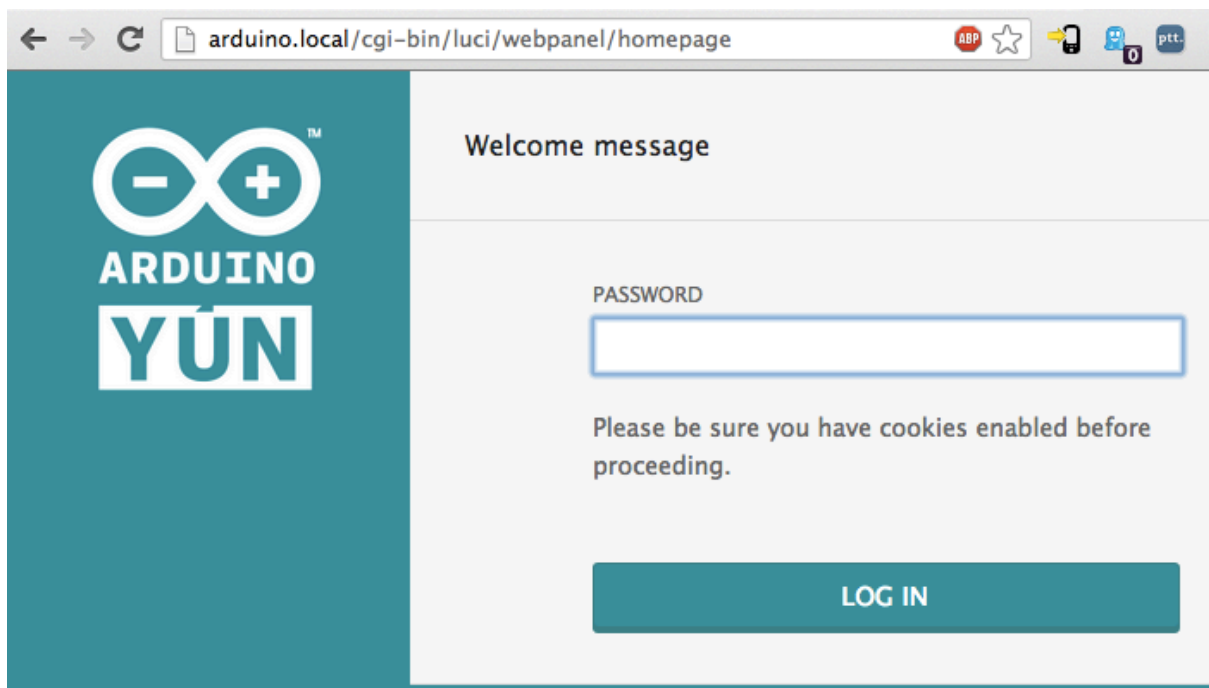 arduino.local/cgi-bin/luci/webpanel/homepage
ABP
0
ptt.
TM
ARDUINO
YÚN
Welcome message
PASSWORD
Please be sure you have cookies enabled before
proceeding.
LOG IN